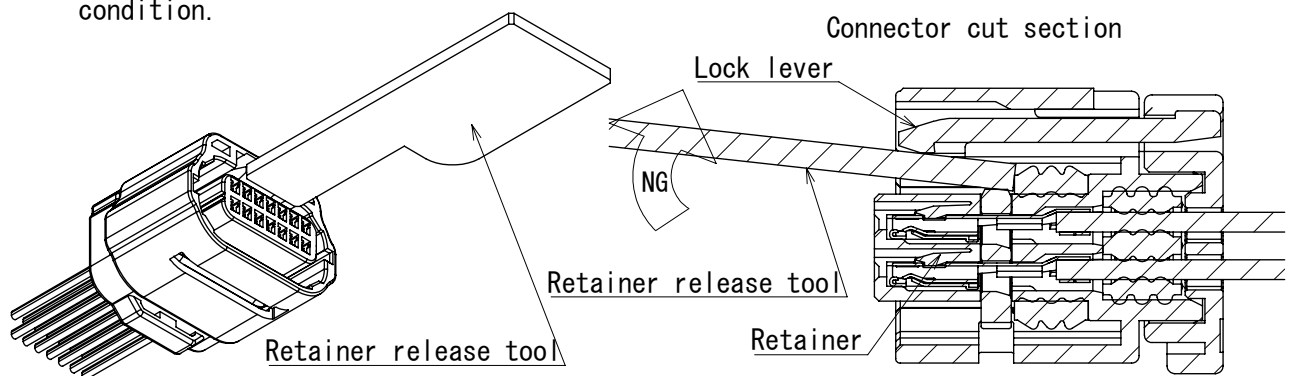 condition.
Connector cut section
Lock lever
NG
Retainer release tool
Retainer
Retainer release tool